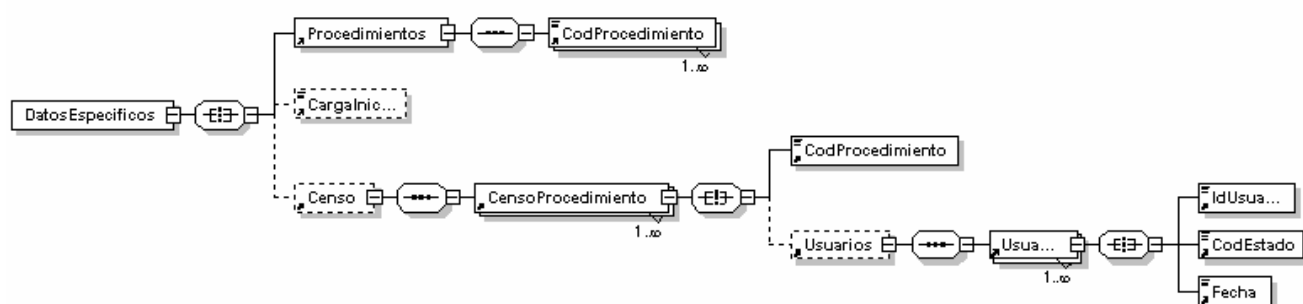 Procedimientos
CodProcedimiento
1..∞
CargaInic...
DatosEspecificos
CodProcedimiento
Censo
CensoProcedimiento
1..∞
IdUsua...
Usuarios
Usua...
CodEstado
1..∞
Fecha